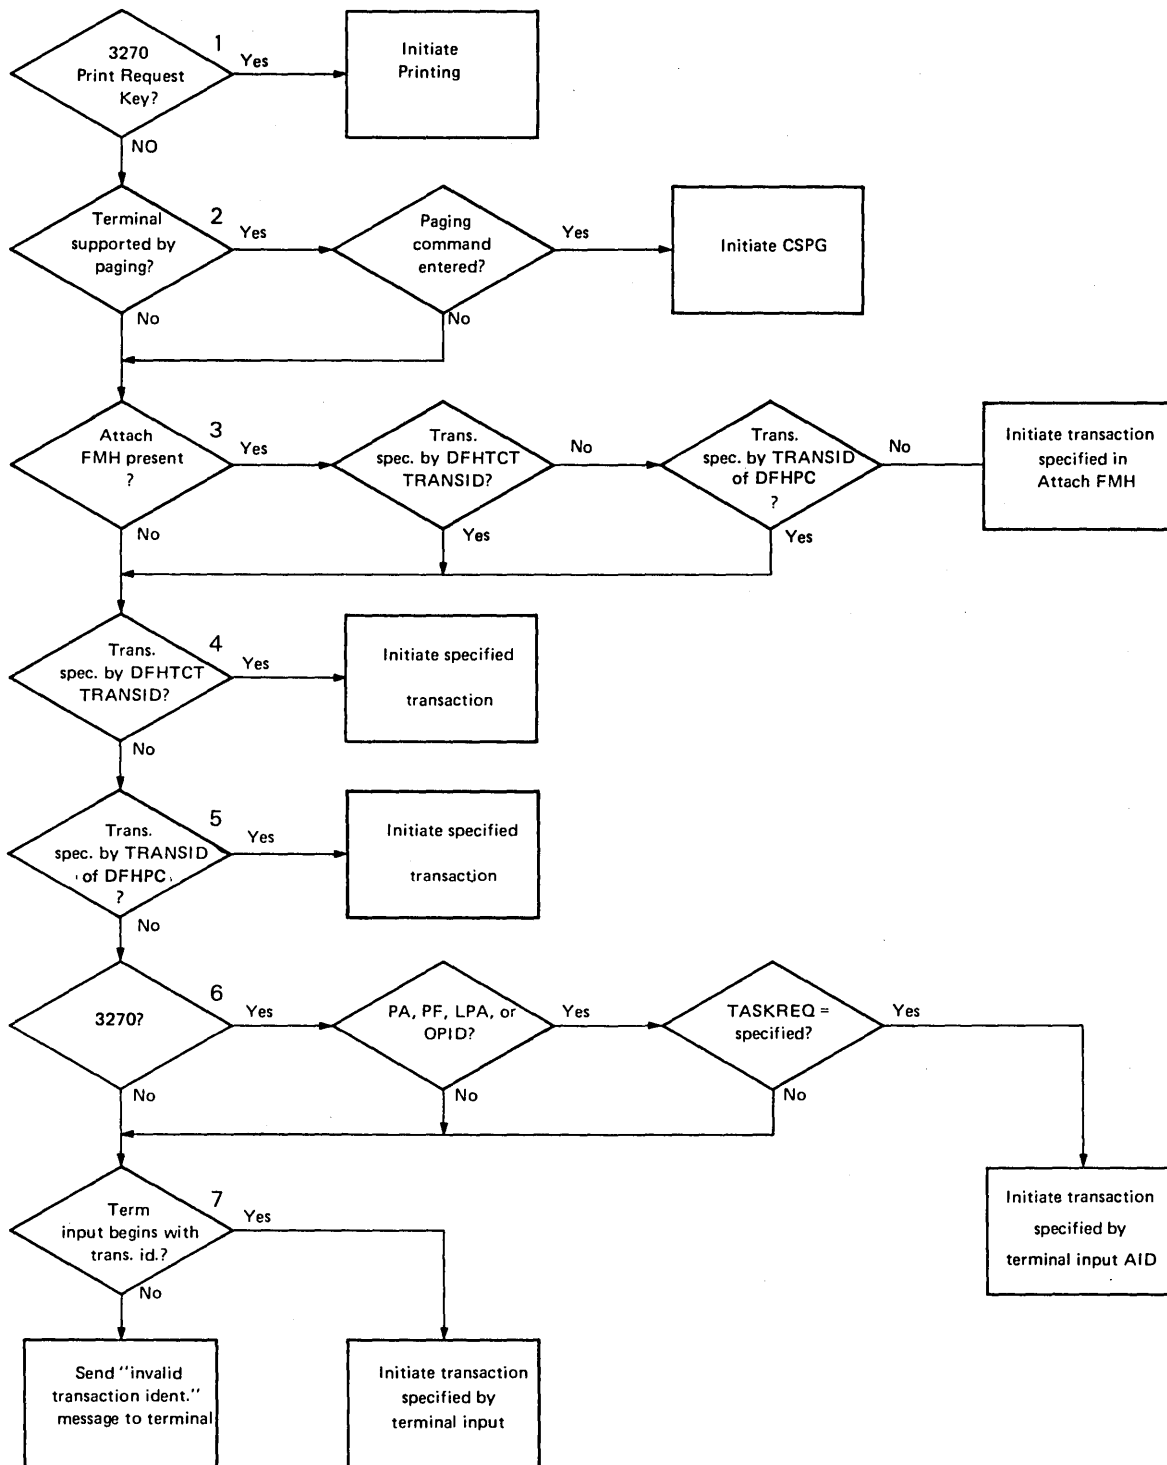 3270
Print Request
Key?
1
Yes
Initiate
Printing
NO
Terminal
supported by
paging?
2
Yes
Paging
command
entered?
Yes
Initiate CSPG
No
No
Attach
FMH present
?
3
Yes
Trans.
spec. by DFHTCT
TRANSID?
No
Trans.
spec. by TRANSID
of DFHPC
?
No
Initiate transaction
specified in
Attach FMH
No
Yes
Yes
Trans.
spec. by DFHTCT
TRANSID?
4
Yes
Initiate specified
transaction
No
Trans.
spec. by TRANSID
of DFHPC
?
5
Yes
Initiate specified
transaction
No
3270?
6
Yes
PA, PF, LPA, or
OPID?
Yes
TASKREQ =
specified?
Yes
No
No
No
Initiate transaction
specified by
terminal input AID
Term
input begins with
trans. id.?
7
Yes
No
Send "invalid
transaction ident."
message to terminal
Initiate transaction
specified by
terminal input